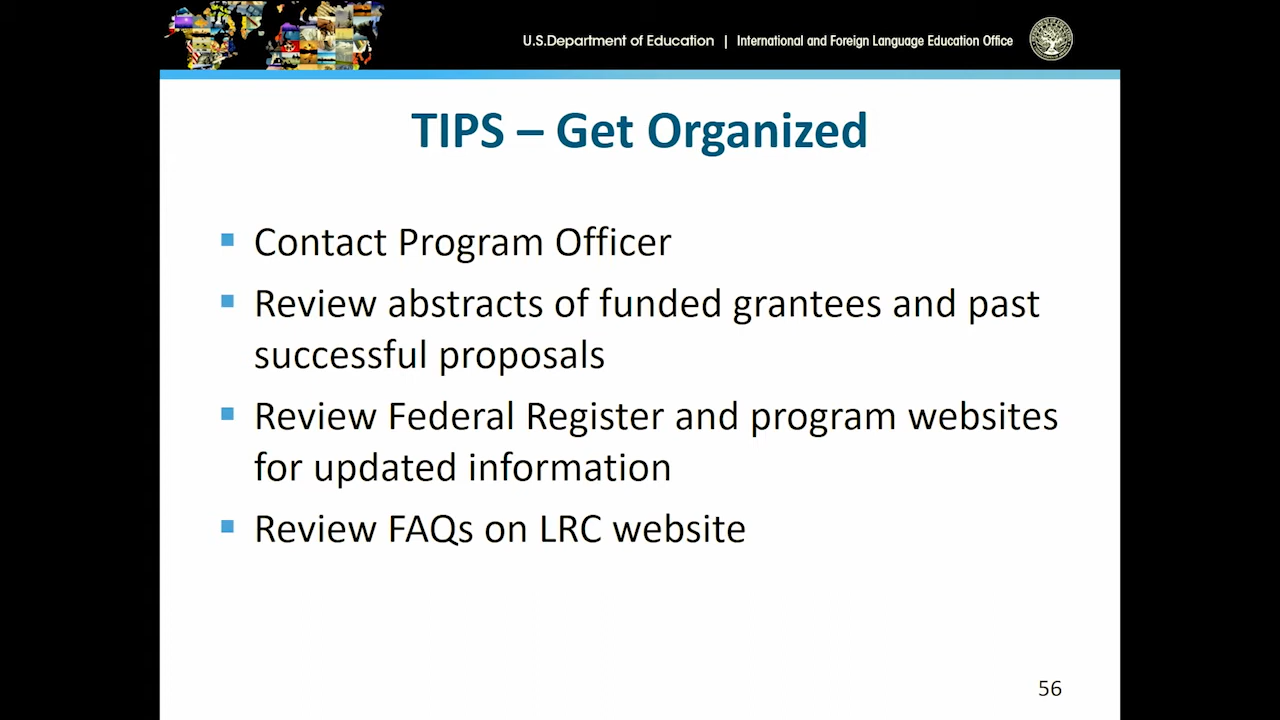 U.S.Department of Education | International and Foreign Language Education Office
TIPS – Get Organized
Contact Program Officer
Review abstracts of funded grantees and past
successful proposals
Review Federal Register and program websites
for updated information
Review FAQs on LRC website
56